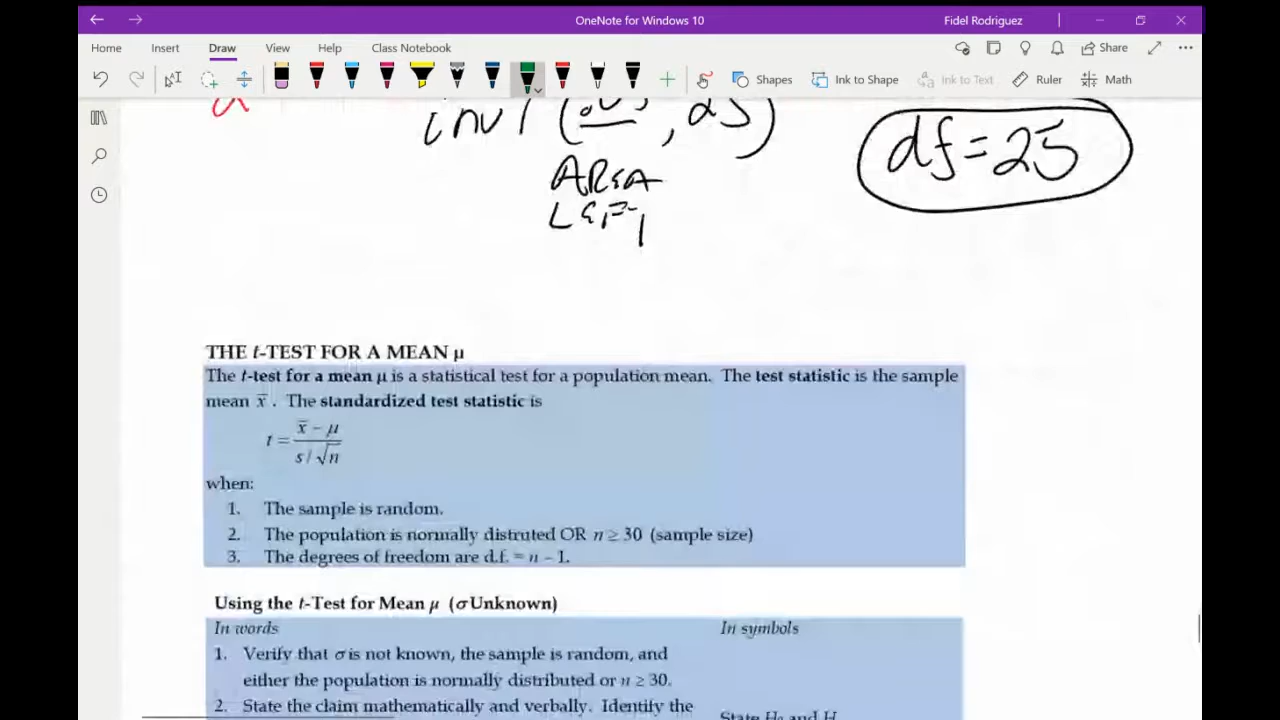 OneNote for Windows 10
Fidel Rodriguez
Home Insert Draw View Help Class Notebook
Share
Shapes Ink to Shape Ink to Text Ruler Math
α
df=25
AREA
LEFT
THE t-TEST FOR A MEAN μ
The t-test for a mean μ is a statistical test for a population mean. The test statistic is the sample
mean x̄ . The standardized test statistic is
t = (x̄ − μ) / (s / √n)
when:
1. The sample is random.
2. The population is normally distruted OR n ≥ 30 (sample size)
3. The degrees of freedom are d.f. = n − 1.
Using the t-Test for Mean μ (σ Unknown)
In words In symbols
1. Verify that σ is not known, the sample is random, and
either the population is normally distributed or n ≥ 30.
2. State the claim mathematically and verbally. Identify the
State H₀ and H